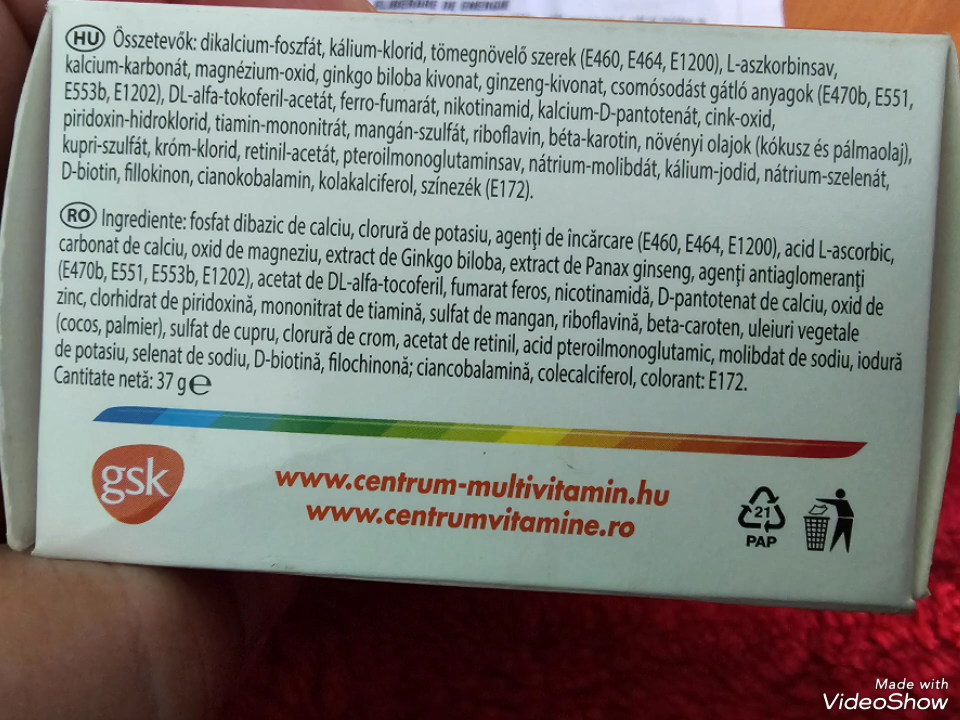 HU Összetevők: dikalcium-foszfát, kálium-klorid, tömegnövelő szerek (E460, E464, E1200), L-aszkorbinsav,
kalcium-karbonát, magnézium-oxid, ginkgo biloba kivonat, ginzeng-kivonat, csomósodást gátló anyagok (E470b, E551,
E553b, E1202), DL-alfa-tokoferil-acetát, ferro-fumarát, nikotinamid, kalcium-D-pantotenát, cink-oxid,
piridoxin-hidroklorid, tiamin-mononitrát, mangán-szulfát, riboflavin, béta-karotin, növényi olajok (kókusz és pálmaolaj),
kupri-szulfát, króm-klorid, retinil-acetát, pteroilmonoglutaminsav, nátrium-molibdát, kálium-jodid, nátrium-szelenát,
D-biotin, fillokinon, cianokobalamin, kolakalciferol, színezék (E172).
RO Ingrediente: fosfat dibazic de calciu, clorură de potasiu, agenți de încărcare (E460, E464, E1200), acid L-ascorbic,
carbonat de calciu, oxid de magneziu, extract de Ginkgo biloba, extract de Panax ginseng, agenți antiaglomeranți
(E470b, E551, E553b, E1202), acetat de DL-alfa-tocoferil, fumarat feros, nicotinamidă, D-pantotenat de calciu, oxid de
zinc, clorhidrat de piridoxină, mononitrat de tiamină, sulfat de mangan, riboflavină, beta-caroten, uleiuri vegetale
(cocos, palmier), sulfat de cupru, clorură de crom, acetat de retinil, acid pteroilmonoglutamic, molibdat de sodiu, iodură
de potasiu, selenat de sodiu, D-biotină, filochinonă; ciancobalamină, colecalciferol, colorant: E172.
Cantitate netă: 37 g e
gsk
www.centrum-multivitamin.hu
www.centrumvitamine.ro
21
PAP
Made with
VideoShow